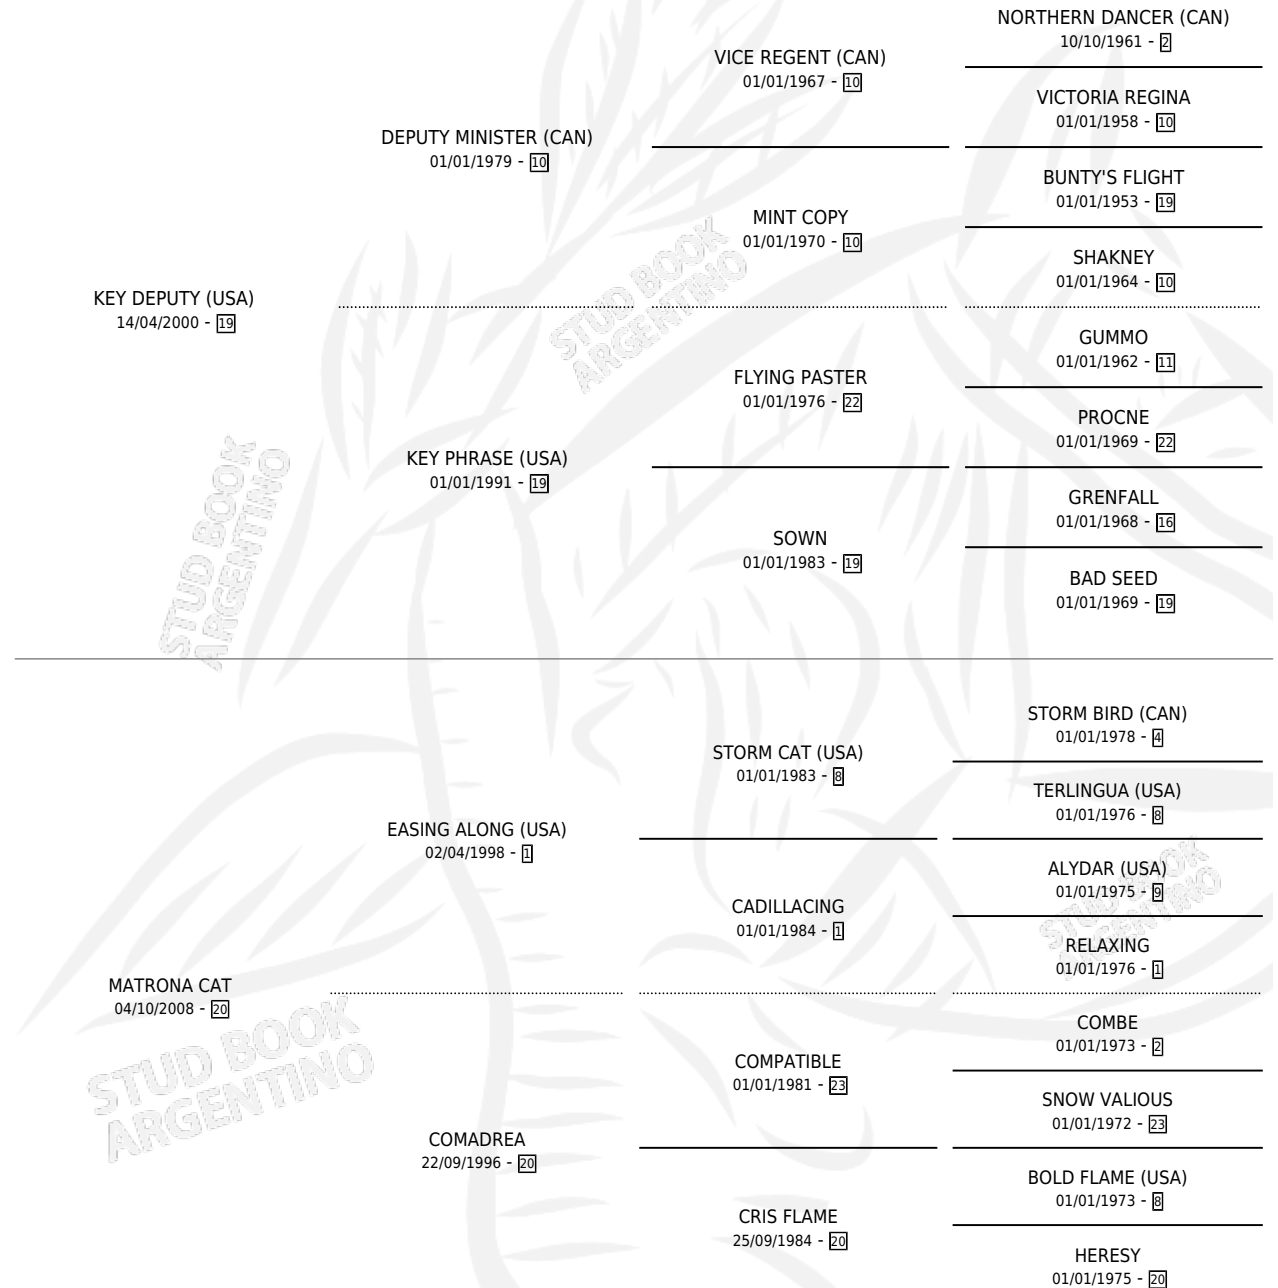 NORTHERN DANCER (CAN)
10/10/1961 - 2
VICE REGENT (CAN)
01/01/1967 - 10
VICTORIA REGINA
01/01/1958 - 10
DEPUTY MINISTER (CAN)
01/01/1979 - 10
BUNTY'S FLIGHT
01/01/1953 - 19
MINT COPY
01/01/1970 - 10
SHAKNEY
01/01/1964 - 10
KEY DEPUTY (USA)
14/04/2000 - 19
GUMMO
01/01/1962 - 11
FLYING PASTER
01/01/1976 - 22
PROCNE
01/01/1969 - 22
KEY PHRASE (USA)
01/01/1991 - 19
GRENFALL
01/01/1968 - 16
SOWN
01/01/1983 - 19
BAD SEED
01/01/1969 - 19
STORM BIRD (CAN)
01/01/1978 - 4
STORM CAT (USA)
01/01/1983 - 8
TERLINGUA (USA)
01/01/1976 - 8
EASING ALONG (USA)
02/04/1998 - 1
ALYDAR (USA)
01/01/1975 - 9
CADILLACING
01/01/1984 - 1
RELAXING
01/01/1976 - 1
MATRONA CAT
04/10/2008 - 20
COMBE
01/01/1973 - 2
COMPATIBLE
01/01/1981 - 23
SNOW VALIOUS
01/01/1972 - 23
COMADREA
22/09/1996 - 20
BOLD FLAME (USA)
01/01/1973 - 8
CRIS FLAME
25/09/1984 - 20
HERESY
01/01/1975 - 20
STUD BOOK
ARGENTINO
STUD BOOK
ARGENTINO
STUD BOOK
ARGENTINO
STUD BOOK
ARGENTINO